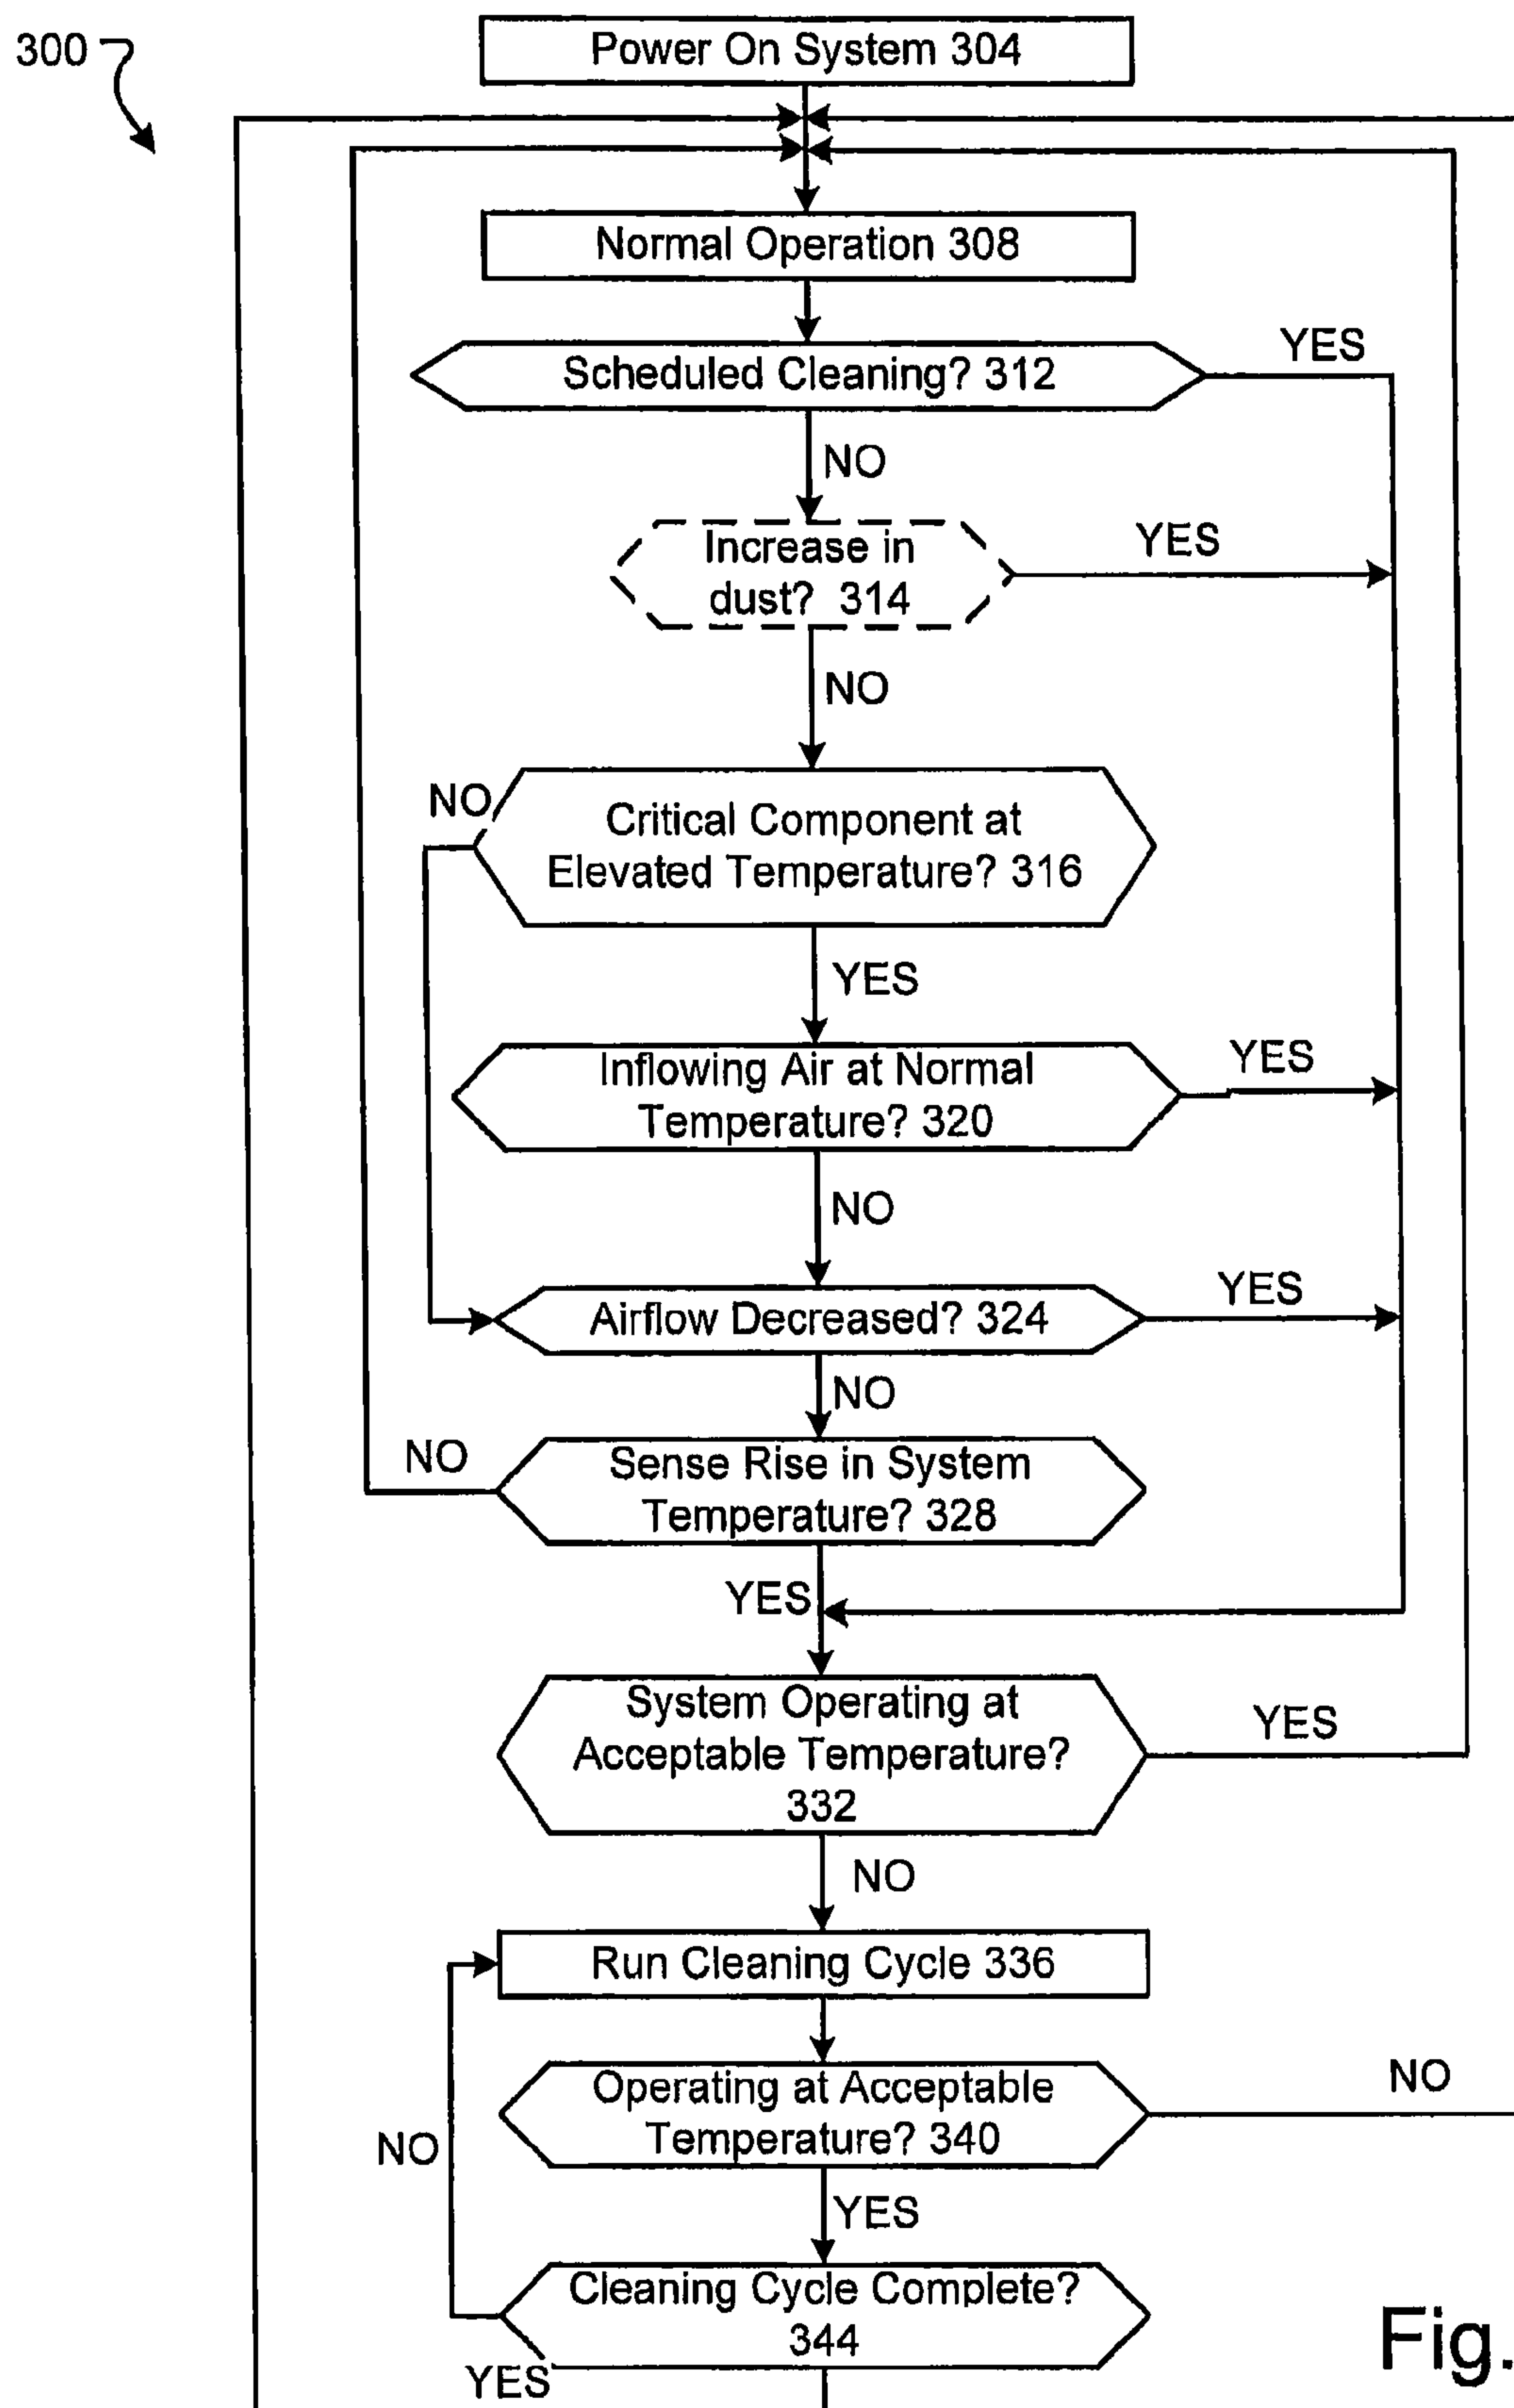 300
Power On System 304
Normal Operation 308
Scheduled Cleaning? 312
YES
NO
Increase in
dust? 314
YES
NO
NO
Critical Component at
Elevated Temperature? 316
YES
Inflowing Air at Normal
Temperature? 320
YES
NO
Airflow Decreased? 324
YES
NO
NO
Sense Rise in System
Temperature? 328
YES
System Operating at
Acceptable Temperature?
332
YES
NO
Run Cleaning Cycle 336
Operating at Acceptable
Temperature? 340
NO
NO
YES
Cleaning Cycle Complete?
344
YES
Fig.